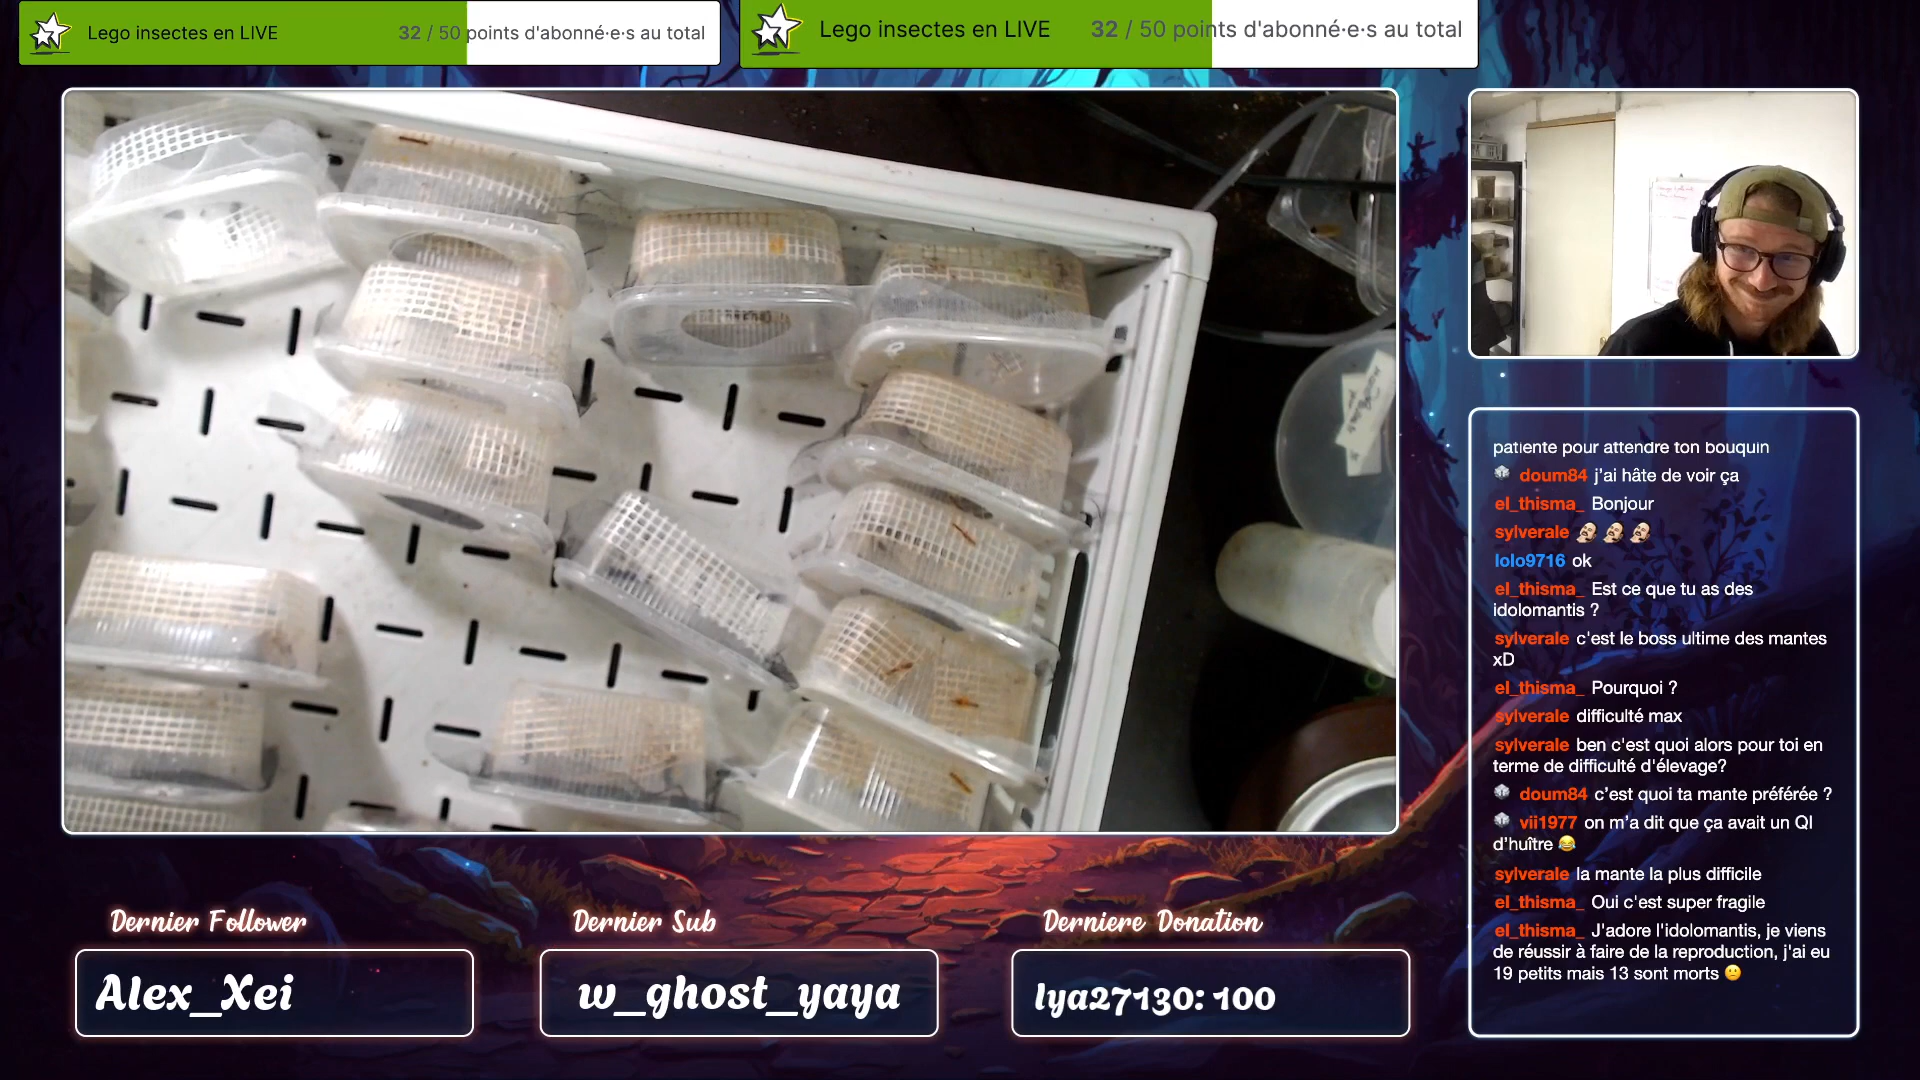 Lego insectes en LIVE 32 / 50 points d'abonné·e·s au total
Lego insectes en LIVE 32 / 50 points d'abonné·e·s au total
patiente pour attendre ton bouquin
doum84 j'ai hâte de voir ça
el_thisma_ Bonjour
sylverale
lolo9716 ok
el_thisma_ Est ce que tu as des
idolomantis ?
sylverale c'est le boss ultime des mantes
xD
el_thisma_ Pourquoi ?
sylverale difficulté max
sylverale ben c'est quoi alors pour toi en
terme de difficulté d'élevage?
doum84 c'est quoi ta mante préférée ?
vii1977 on m'a dit que ça avait un QI
d'huître 😂
sylverale la mante la plus difficile
el_thisma_ Oui c'est super fragile
el_thisma_ J'adore l'idolomantis, je viens
de réussir à faire de la reproduction, j'ai eu
19 petits mais 13 sont morts 😕
Dernier Follower
Alex_Xei
Dernier Sub
w_ghost_yaya
Derniere Donation
lya27130: 100